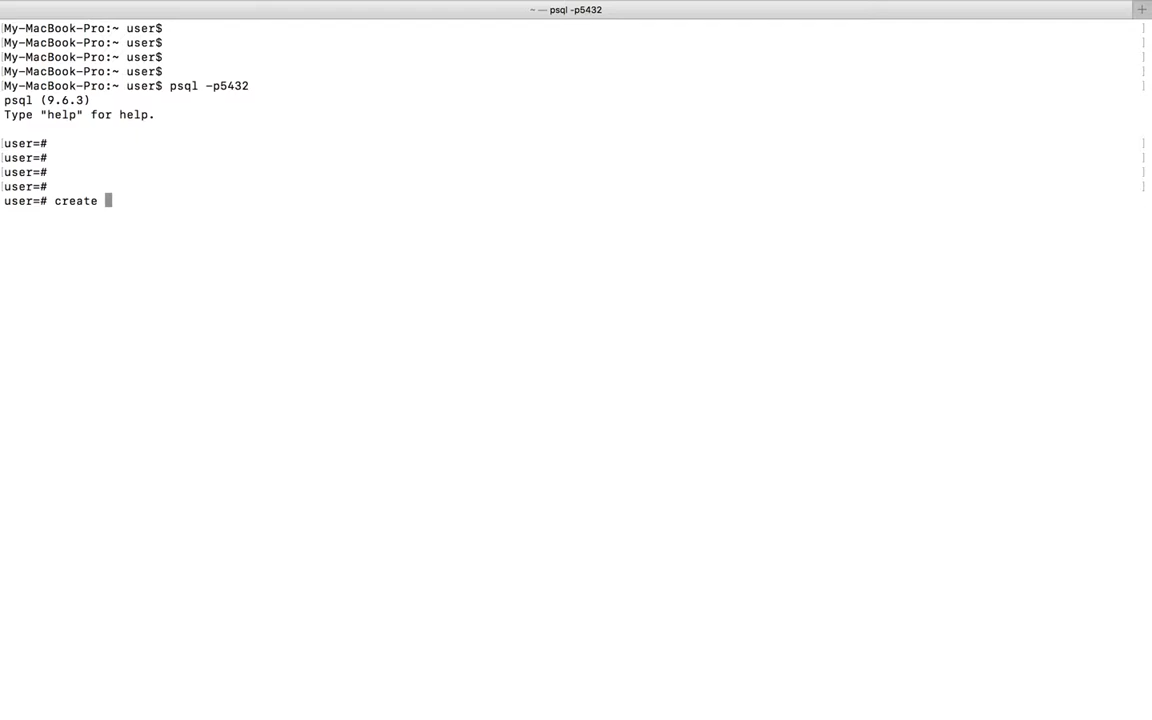 ~ — psql -p5432
+
My-MacBook-Pro:~ user$
My-MacBook-Pro:~ user$
My-MacBook-Pro:~ user$
My-MacBook-Pro:~ user$
My-MacBook-Pro:~ user$ psql -p5432
psql (9.6.3)
Type "help" for help.
user=#
user=#
user=#
user=#
user=# create